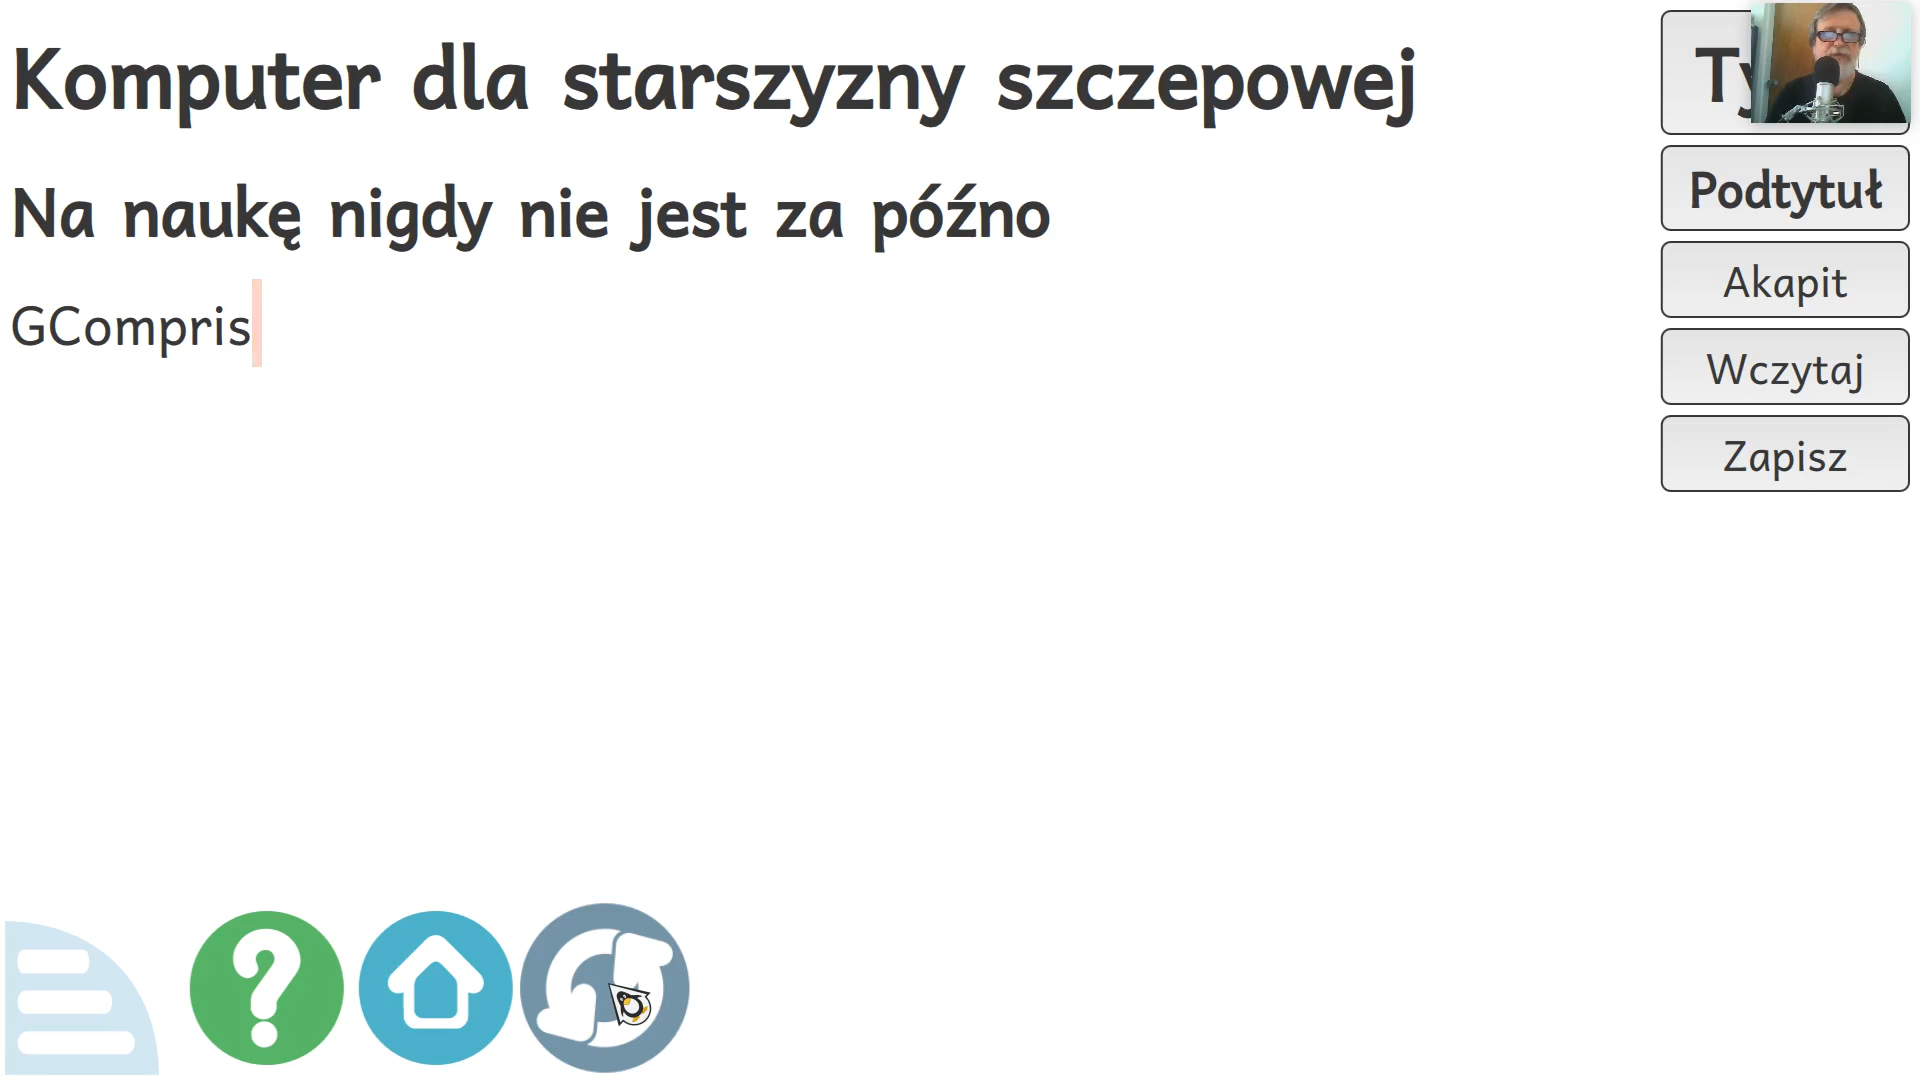 Komputer dla starszyzny szczepowej
Na naukę nigdy nie jest za późno
GCompris
Podtytuł
Akapit
Wczytaj
Zapisz